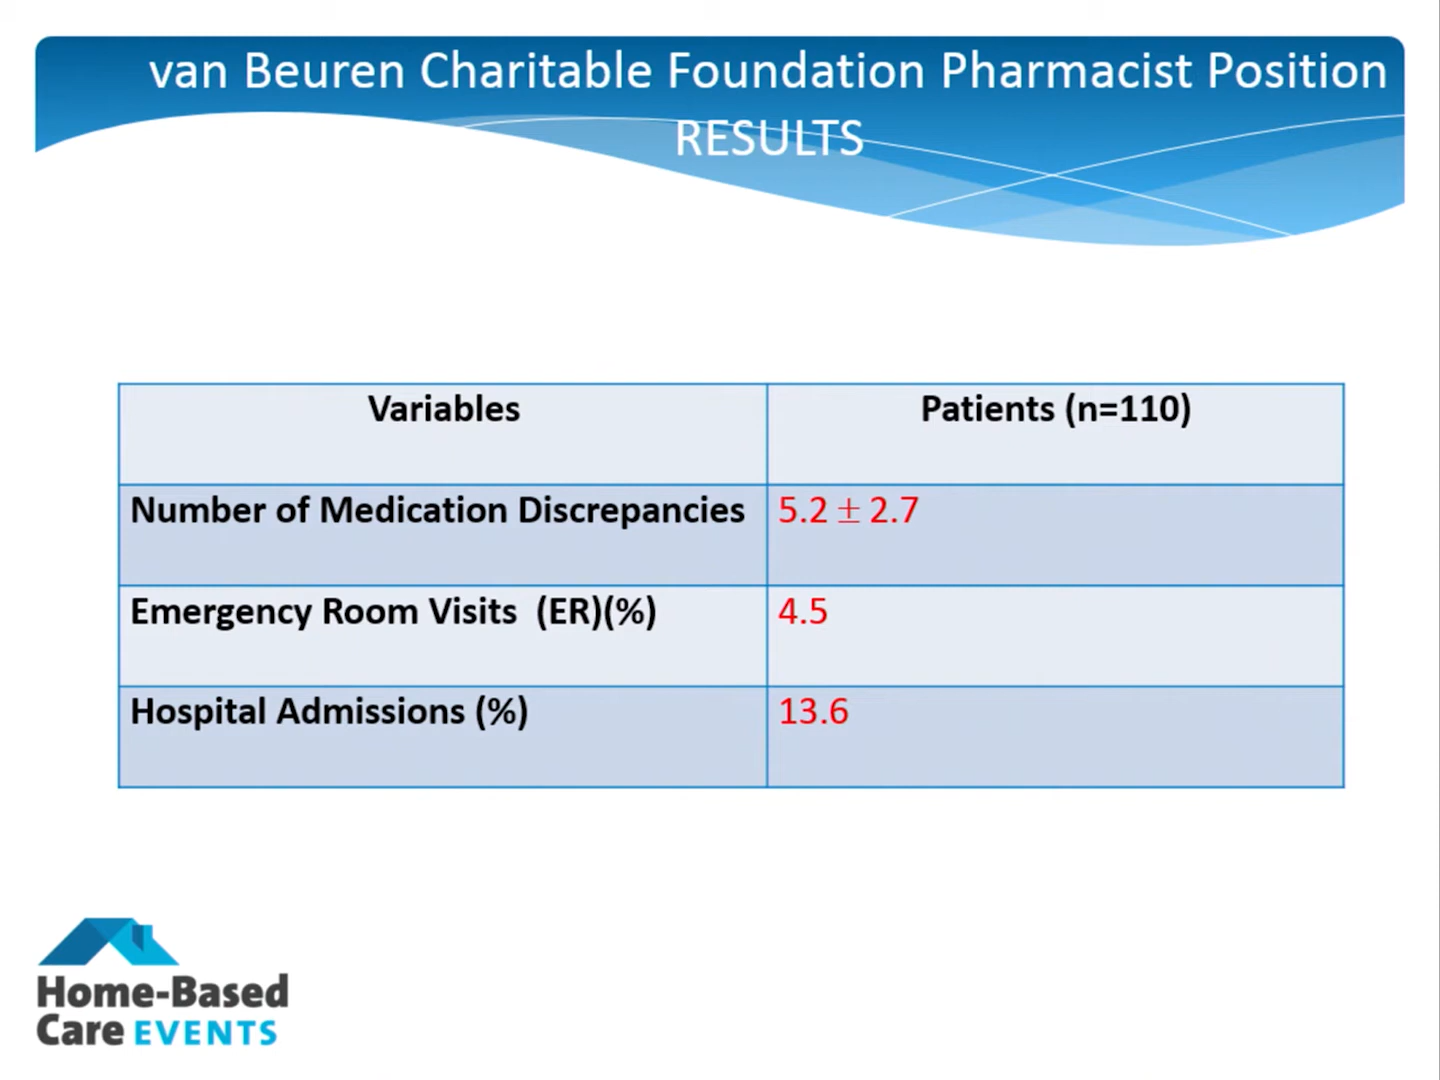 van Beuren Charitable Foundation Pharmacist Position
RESULTS
Variables
Patients (n=110)
Number of Medication Discrepancies
5.2 ± 2.7
Emergency Room Visits (ER)(%)
4.5
Hospital Admissions (%)
13.6
Home-Based
Care EVENTS